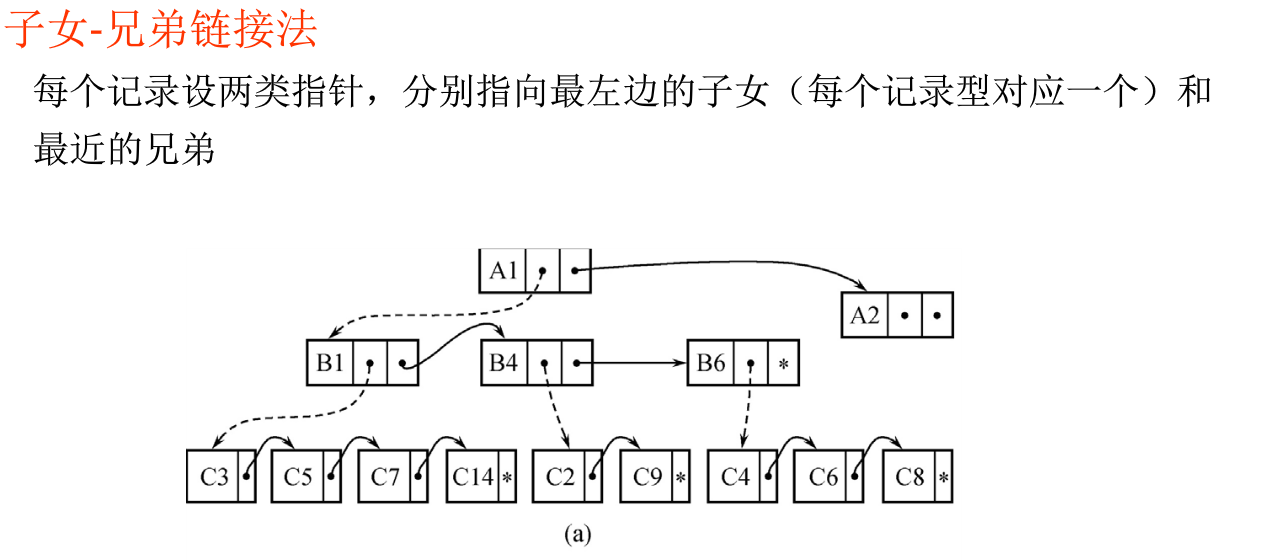 子女-兄弟链接法
每个记录设两类指针，分别指向最左边的子女（每个记录型对应一个）和
最近的兄弟
A1
A2
B1 B4 B6 *
C3 C5 C7 C14 * C2 C9 * C4 C6 C8 *
(a)